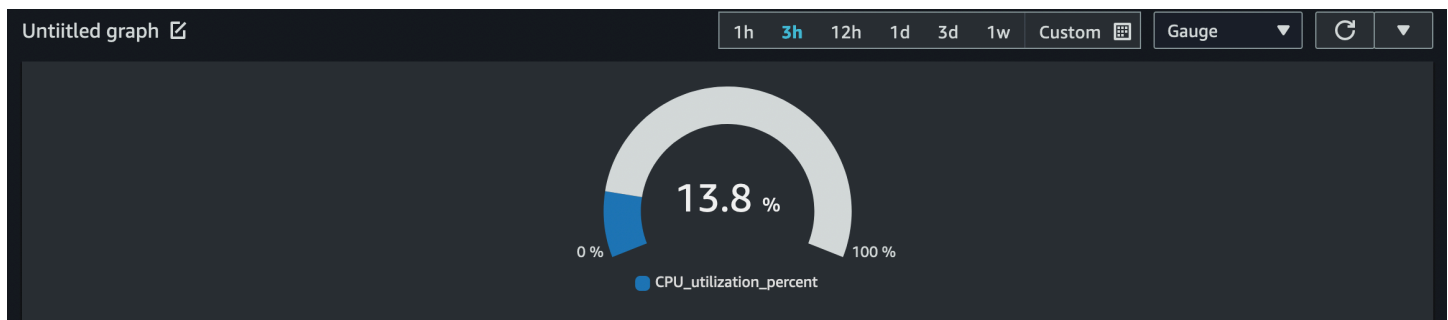 Untiitled graph
1h 3h 12h 1d 3d 1w Custom
Gauge
13.8 %
0 %
100 %
CPU_utilization_percent